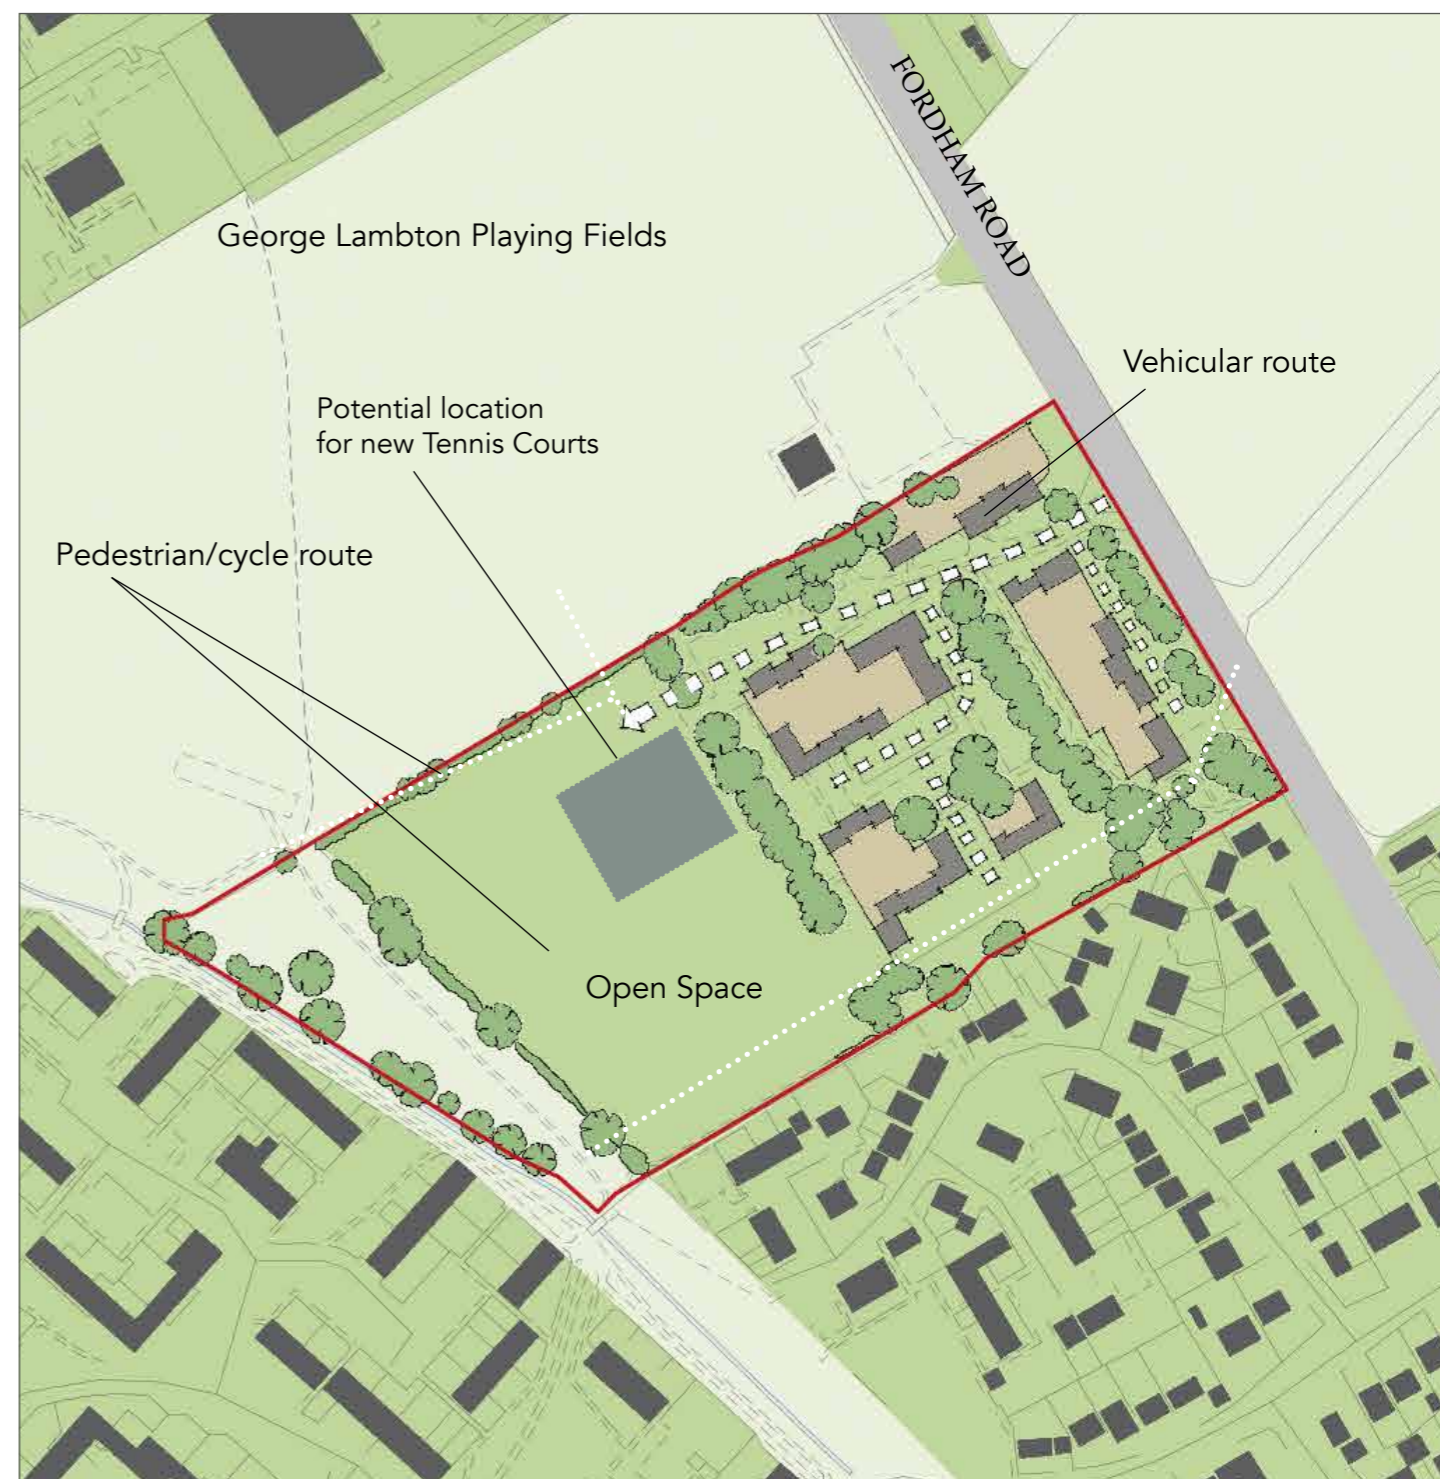 FORDHAM ROAD
George Lambton Playing Fields
Vehicular route
Potential location
for new Tennis Courts
Pedestrian/cycle route
Open Space